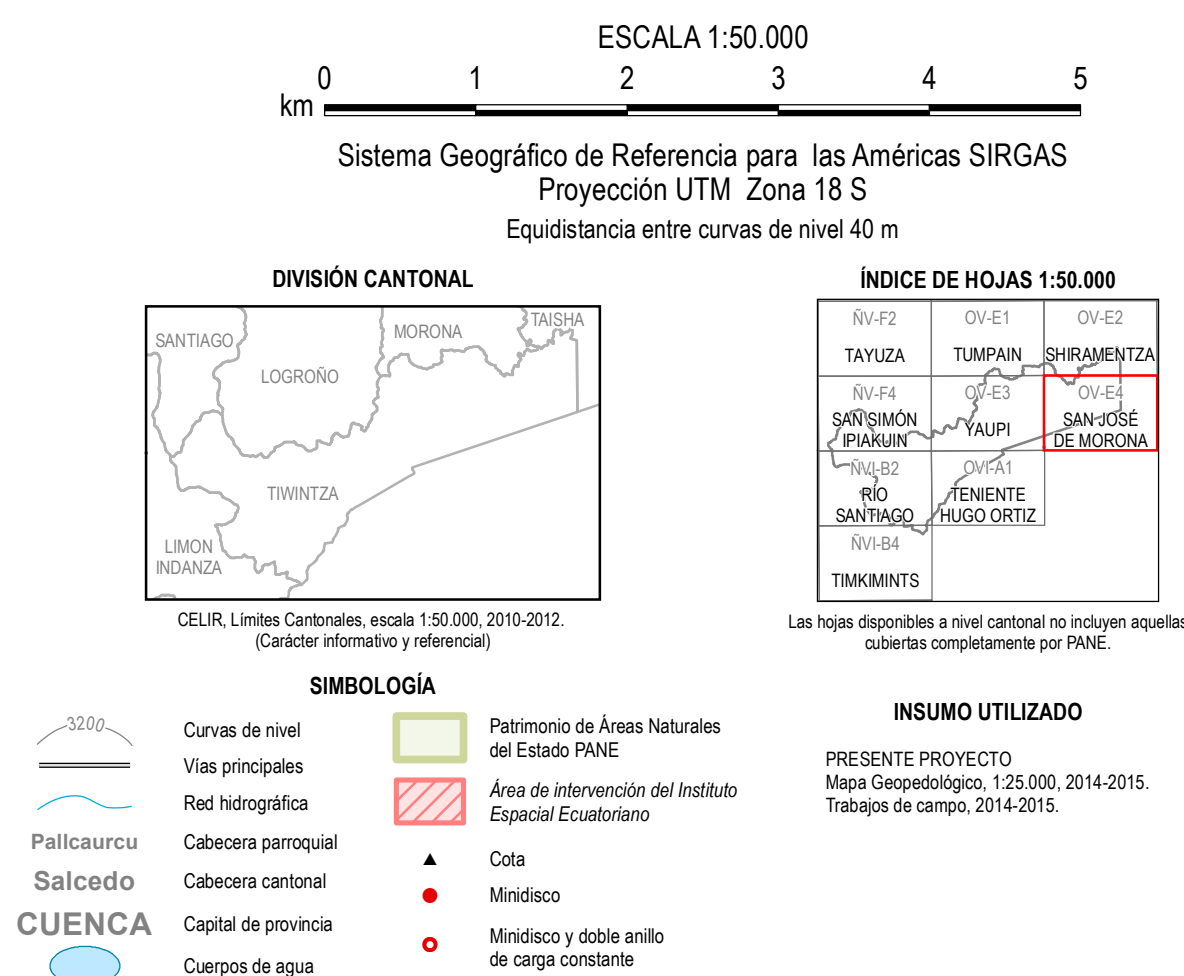 ESCALA 1:50.000
0 1 2 3 4 5
km
Sistema Geográfico de Referencia para las Américas SIRGAS
Proyección UTM Zona 18 S
Equidistancia entre curvas de nivel 40 m
DIVISIÓN CANTONAL
SANTIAGO
LOGROÑO
MORONA
TAISHA
TIWINTZA
LIMON
INDANZA
CELIR, Límites Cantonales, escala 1:50.000, 2010-2012.
(Carácter informativo y referencial)
ÍNDICE DE HOJAS 1:50.000
ÑV-F2 OV-E1 OV-E2
TAYUZA TUMPAIN SHIRAMENTZA
ÑV-F4 OV-E3 OV-E4
SAN SIMÓN
IPIAKUIN
YAUPI
SAN JOSÉ
DE MORONA
ÑVI-B2 OVI-A1
RÍO
SANTIAGO
TENIENTE
HUGO ORTIZ
ÑVI-B4
TIMKIMINTS
Las hojas disponibles a nivel cantonal no incluyen aquellas
cubiertas completamente por PANE.
SIMBOLOGÍA
3200
Curvas de nivel
Vías principales
Red hidrográfica
Pallcaurcu Cabecera parroquial
Salcedo Cabecera cantonal
CUENCA Capital de provincia
Cuerpos de agua
Patrimonio de Áreas Naturales
del Estado PANE
Área de intervención del Instituto
Espacial Ecuatoriano
Cota
Minidisco
Minidisco y doble anillo
de carga constante
INSUMO UTILIZADO
PRESENTE PROYECTO
Mapa Geopedológico, 1:25.000, 2014-2015.
Trabajos de campo, 2014-2015.